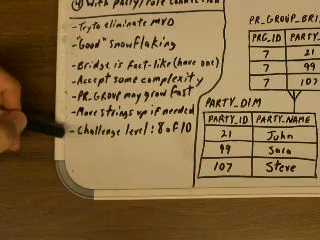 ④ With party/role connection
- Try to eliminate M2M
- "Good" snowflaking
- Bridge is fact-like (have one)
- Accept some complexity
- PR_GROUP may grow fast
- Move strings up if needed
- Challenge level: 8 of 10
PR_GROUP_BRI
PRG_ID PARTY_
7 21
7 99
7 107
PARTY_DIM
PARTY_ID PARTY_NAME
21 John
99 Sara
107 Steve